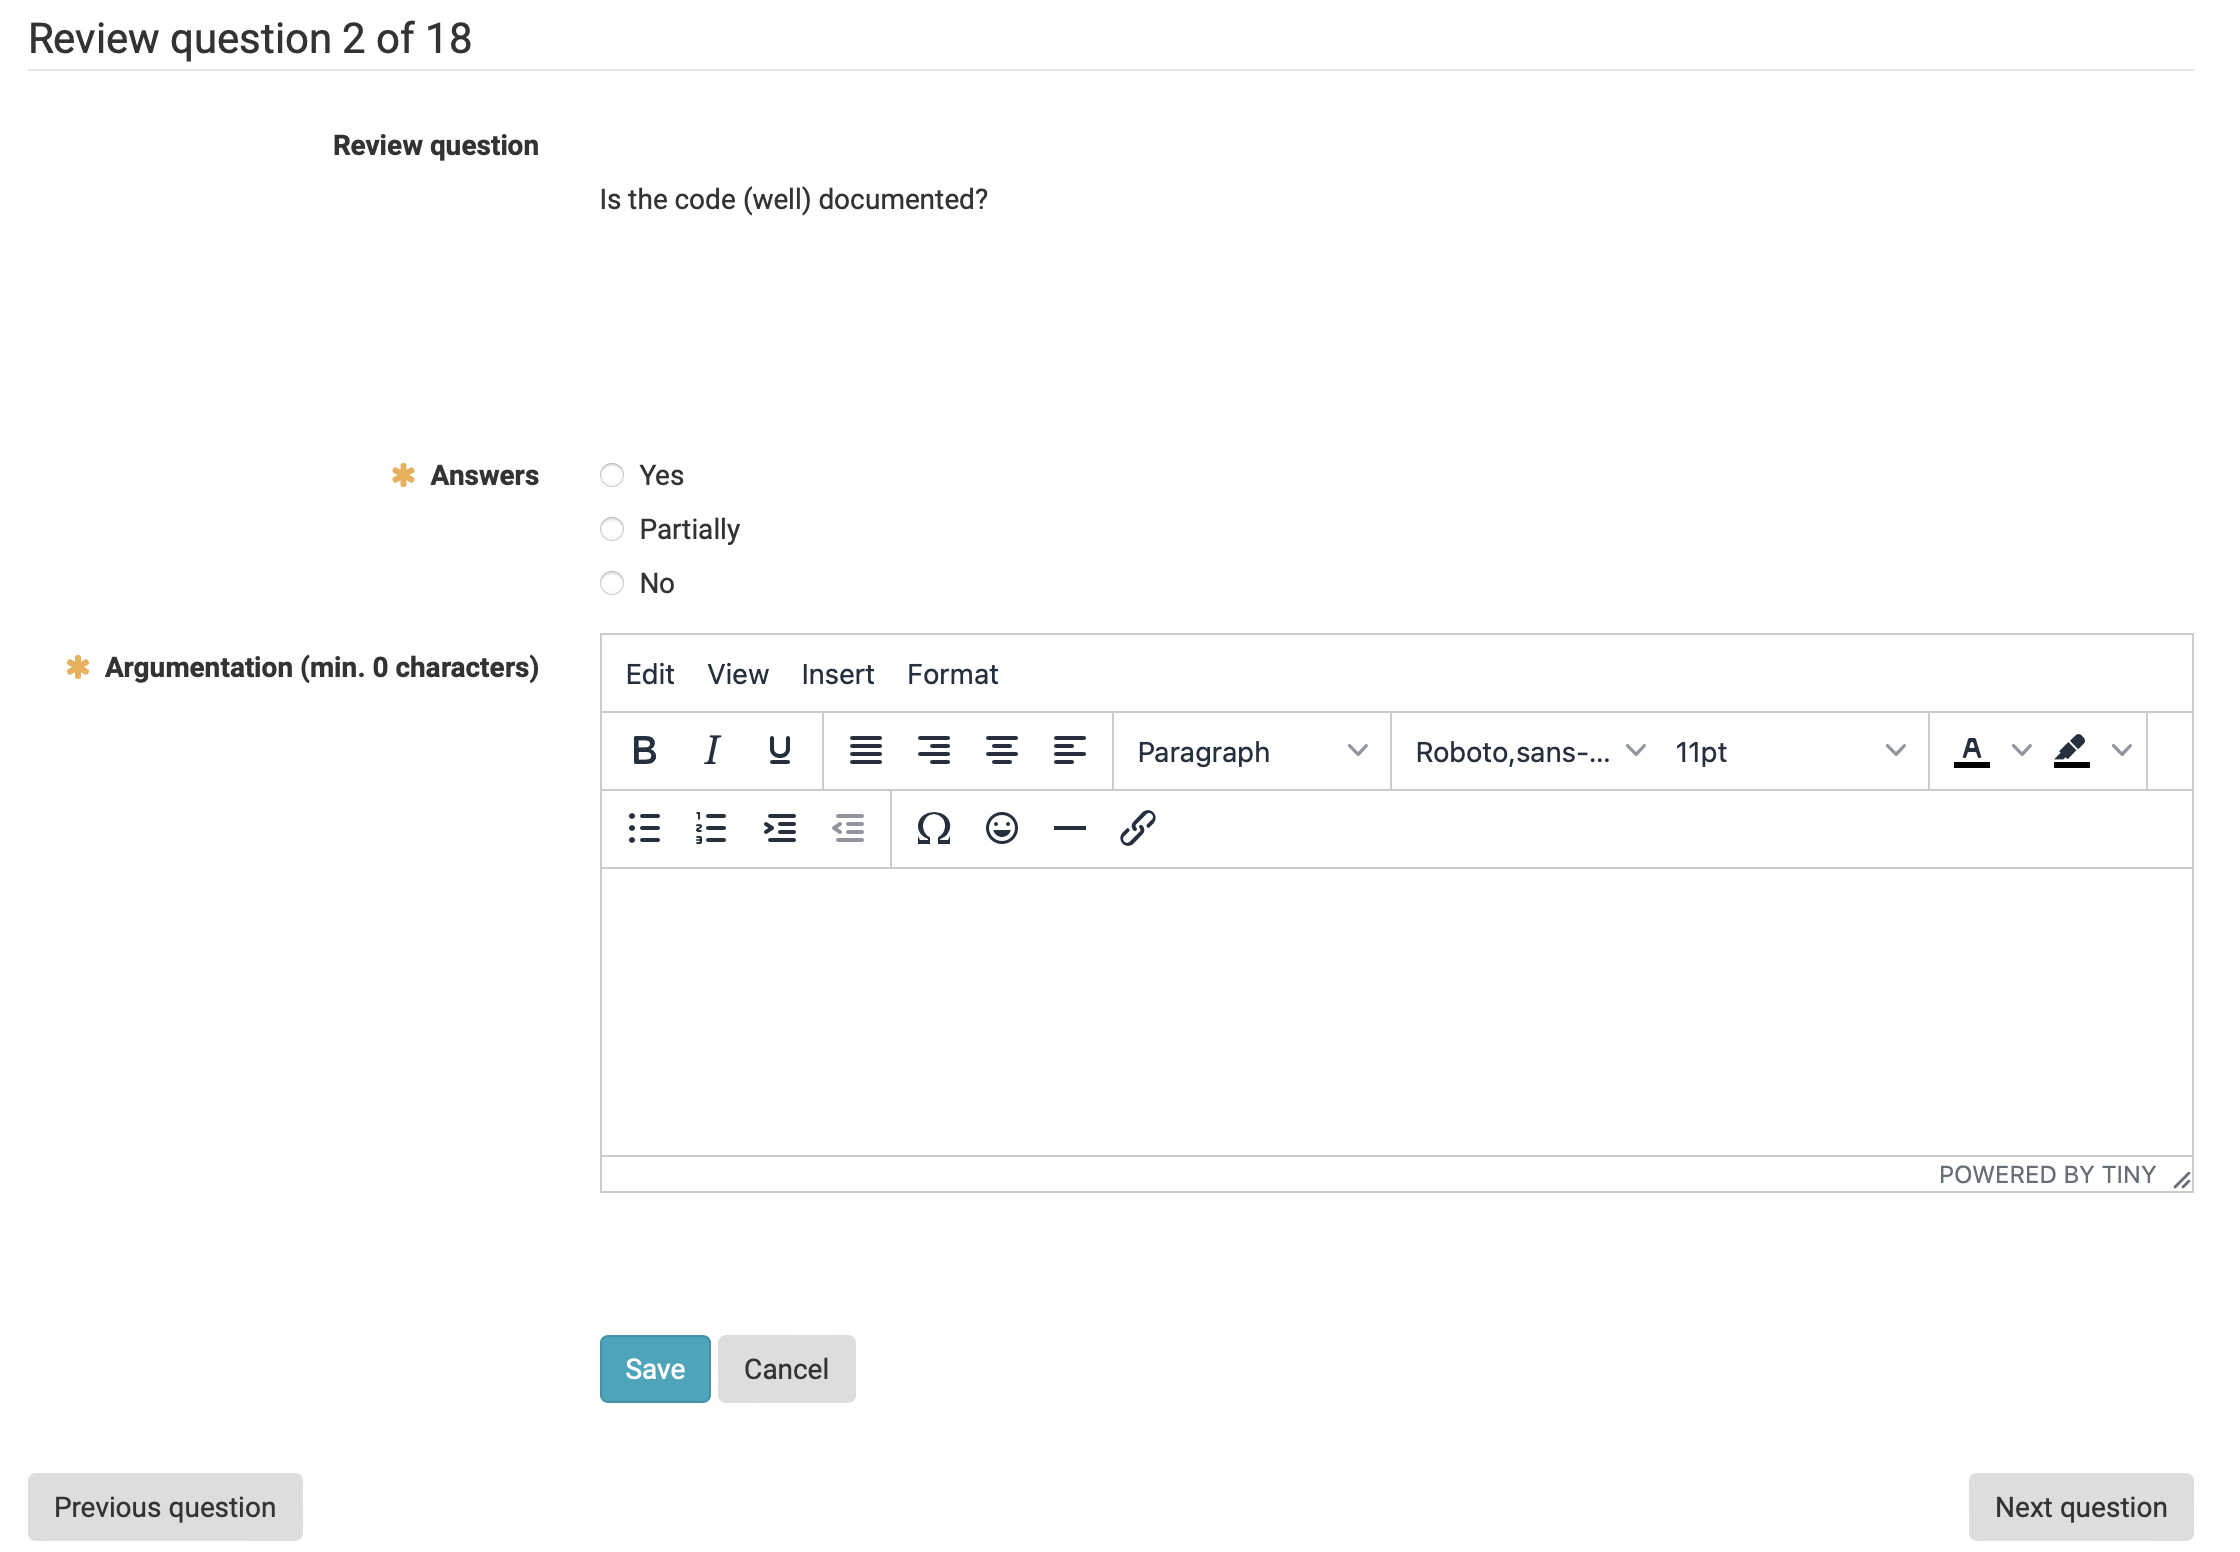 Review question 2 of 18
Review question
Is the code (well) documented?
Answers
Yes
Partially
No
Argumentation (min. 0 characters)
Edit View Insert Format
B I U Paragraph Roboto,sans-... 11pt A
Ω
POWERED BY TINY
Save Cancel
Previous question Next question